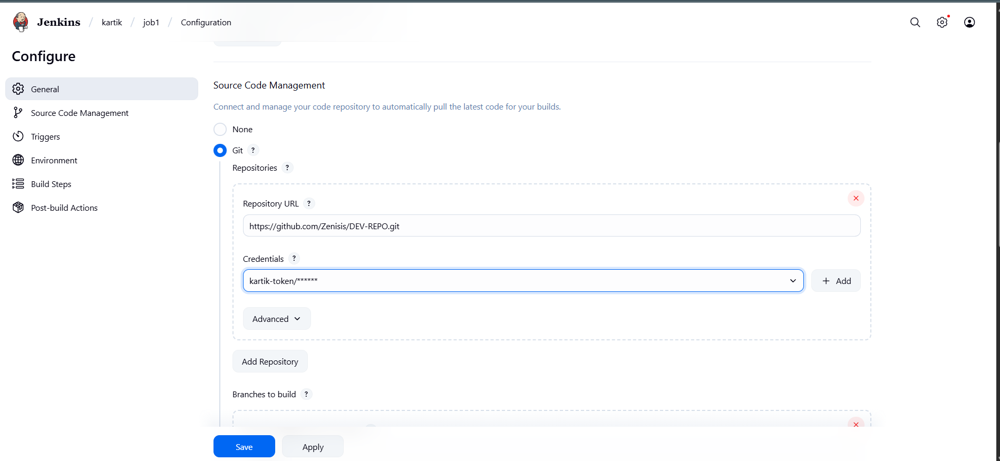 Jenkins / kartik / job1 / Configuration
Configure
General
Source Code Management
Triggers
Environment
Build Steps
Post-build Actions
Source Code Management
Connect and manage your code repository to automatically pull the latest code for your builds.
None
Git ?
Repositories ?
Repository URL ?
https://github.com/Zenisis/DEV-REPO.git
Credentials ?
kartik-token/******
+ Add
Advanced
Add Repository
Branches to build ?
Save
Apply